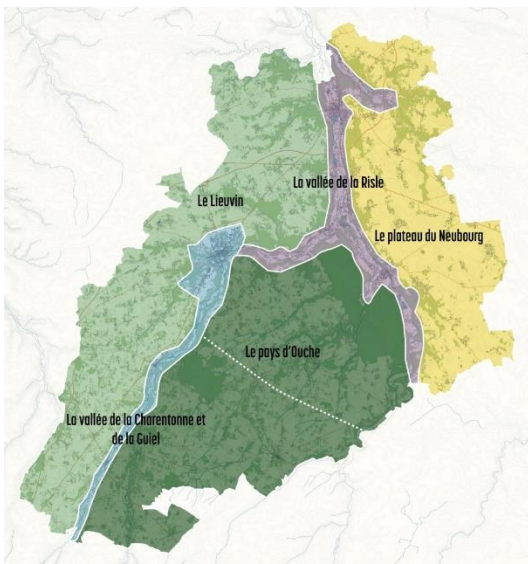 La vallée de la Risle
Le Lieuvin
Le plateau du Neubourg
Le pays d'Ouche
La vallée de la Charentonne et
de la Guiel